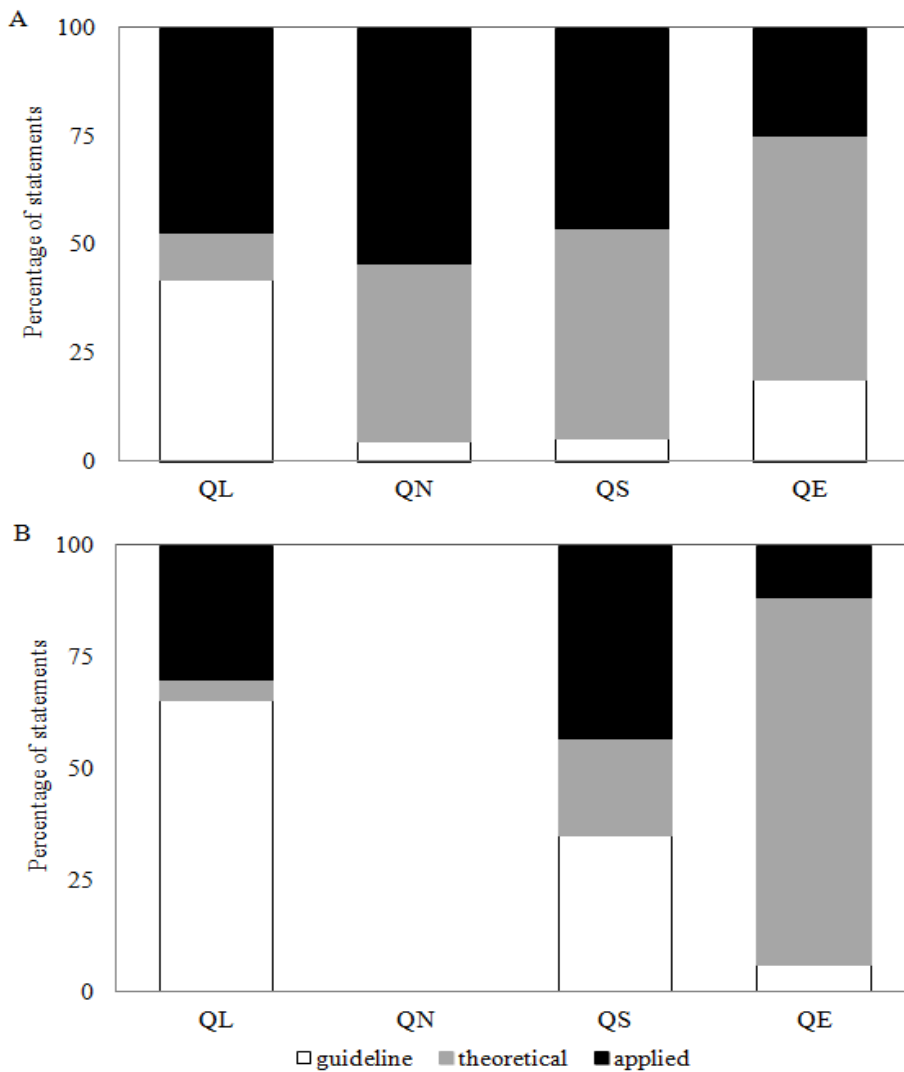 A
100
75
50
25
0
Percentage of statements
QL QN QS QE
B
100
75
50
25
0
Percentage of statements
QL QN QS QE
guideline theoretical applied